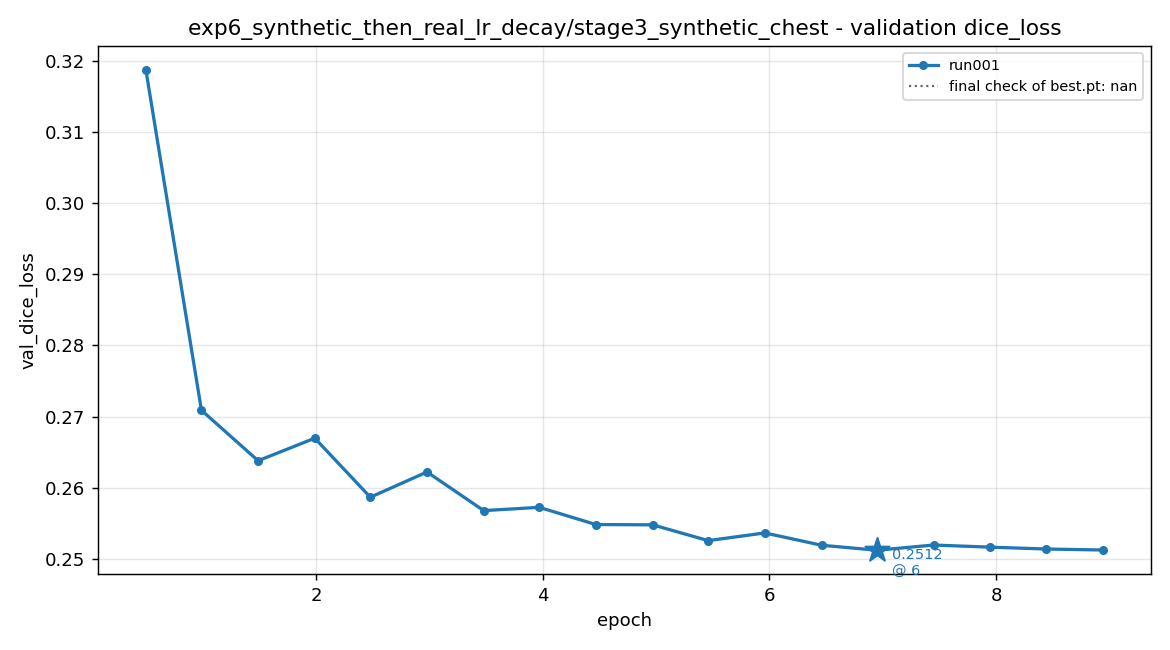 exp6_synthetic_then_real_lr_decay/stage3_synthetic_chest - validation dice_loss
run001
final check of best.pt: nan
val_dice_loss
0.32
0.31
0.30
0.29
0.28
0.27
0.26
0.25
0.2512
@ 6
2
4
6
8
epoch